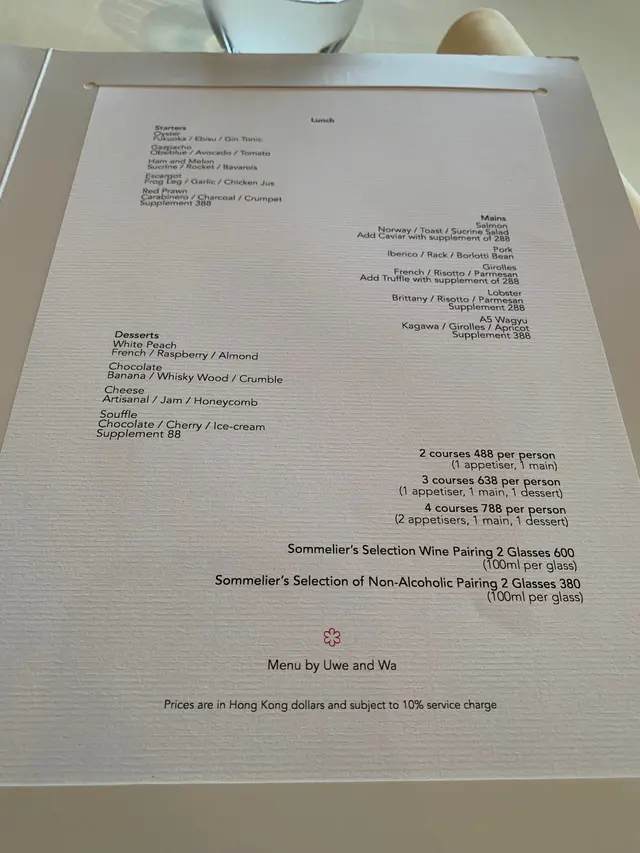 Lunch
Starters
Oyster
Fukuoka / Ebisu / Gin Tonic
Gazpacho
Obsiblue / Avocado / Tomato
Ham and Melon
Sucrine / Rocket / Bavarois
Escargot
Frog Leg / Garlic / Chicken Jus
Red Prawn
Carabinero / Charcoal / Crumpet
Supplement 388
Mains
Salmon
Norway / Toast / Sucrine Salad
Add Caviar with supplement of 288
Pork
Iberico / Rack / Borlotti Bean
Girolles
French / Risotto / Parmesan
Add Truffle with supplement of 288
Lobster
Brittany / Risotto / Parmesan
Supplement 288
A5 Wagyu
Kagawa / Girolles / Apricot
Supplement 388
Desserts
White Peach
French / Raspberry / Almond
Chocolate
Banana / Whisky Wood / Crumble
Cheese
Artisanal / Jam / Honeycomb
Souffle
Chocolate / Cherry / Ice-cream
Supplement 88
2 courses 488 per person
(1 appetiser, 1 main)
3 courses 638 per person
(1 appetiser, 1 main, 1 dessert)
4 courses 788 per person
(2 appetisers, 1 main, 1 dessert)
Sommelier's Selection Wine Pairing 2 Glasses 600
(100ml per glass)
Sommelier's Selection of Non-Alcoholic Pairing 2 Glasses 380
(100ml per glass)
Menu by Uwe and Wa
Prices are in Hong Kong dollars and subject to 10% service charge